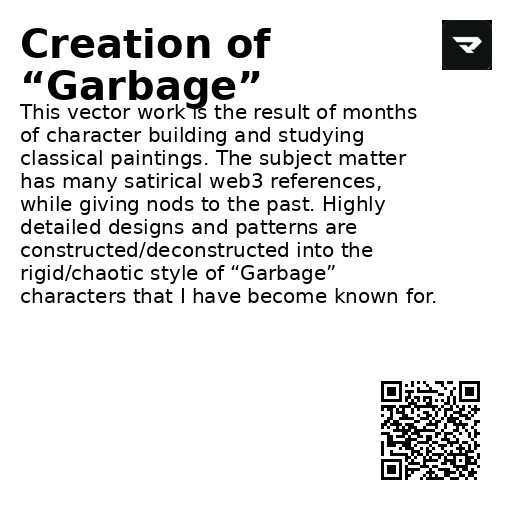 Creation of
“Garbage”
This vector work is the result of months
of character building and studying
classical paintings. The subject matter
has many satirical web3 references,
while giving nods to the past. Highly
detailed designs and patterns are
constructed/deconstructed into the
rigid/chaotic style of “Garbage”
characters that I have become known for.